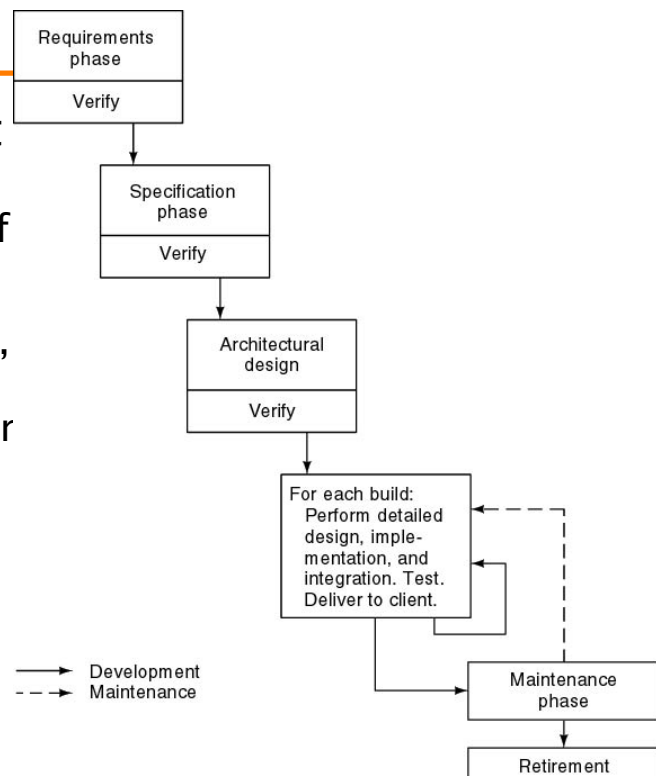 Requirements
phase
Verify
f
Specification
phase
Verify
,
Architectural
design
Verify
For each build:
Perform detailed
design, imple-
mentation, and
integration. Test.
Deliver to client.
Development
Maintenance
Maintenance
phase
Retirement